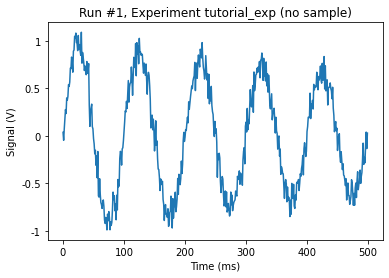 Run #1, Experiment tutorial_exp (no sample)
Signal (V)
1
0.5
0
-0.5
-1
0 100 200 300 400 500
Time (ms)